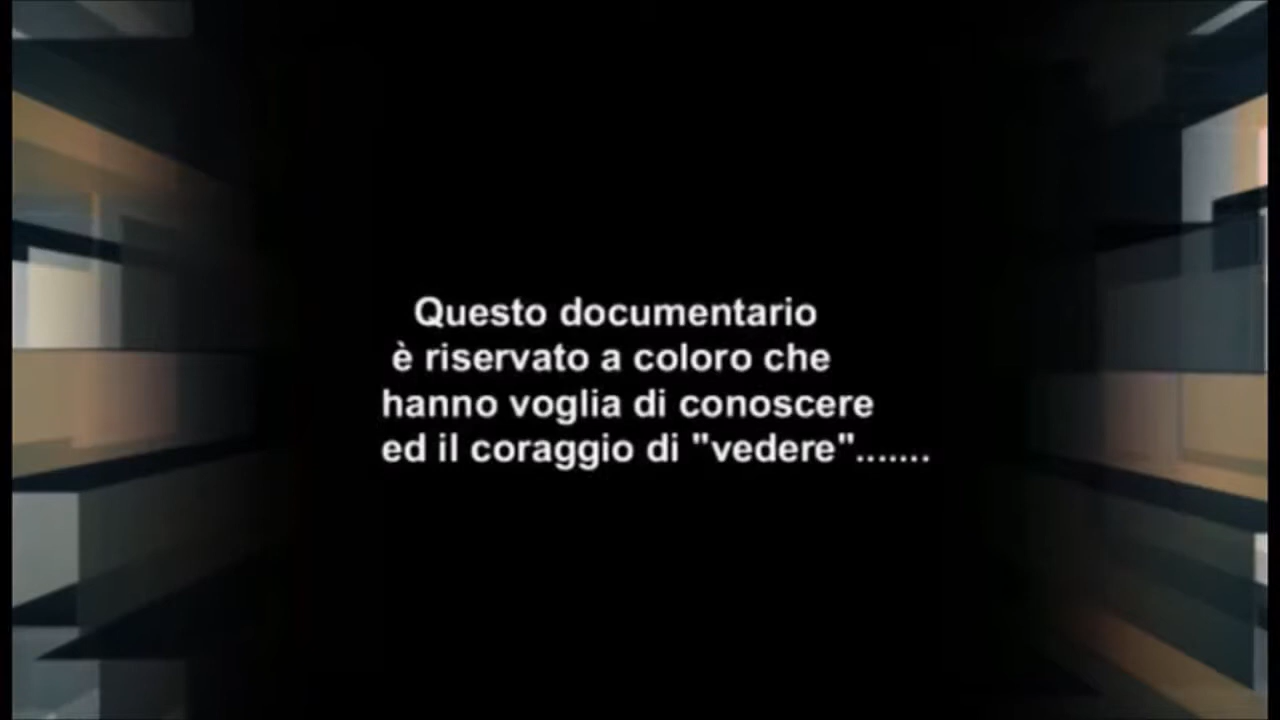 Questo documentario
è riservato a coloro che
hanno voglia di conoscere
ed il coraggio di "vedere".......